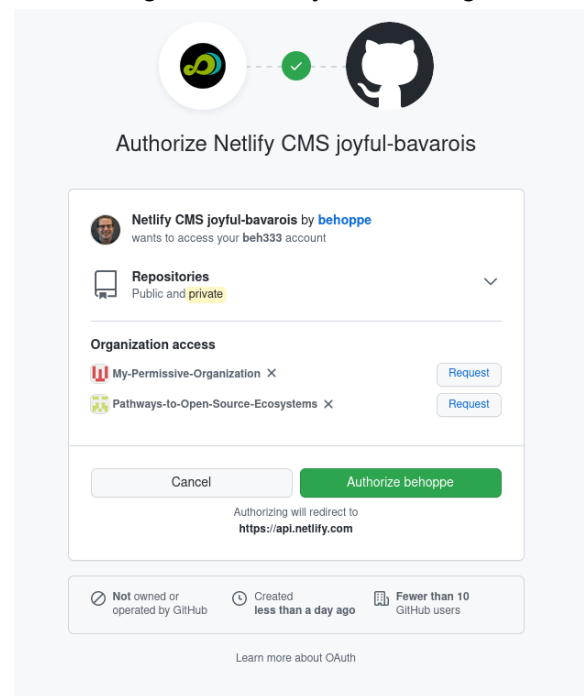 Authorize Netlify CMS joyful-bavarois
Netlify CMS joyful-bavarois by behoppe
wants to access your beh333 account
Repositories
Public and private
Organization access
My-Permissive-Organization
Request
Pathways-to-Open-Source-Ecosystems
Request
Cancel
Authorize behoppe
Authorizing will redirect to
https://api.netlify.com
Not owned or
operated by GitHub
Created
less than a day ago
Fewer than 10
GitHub users
Learn more about OAuth